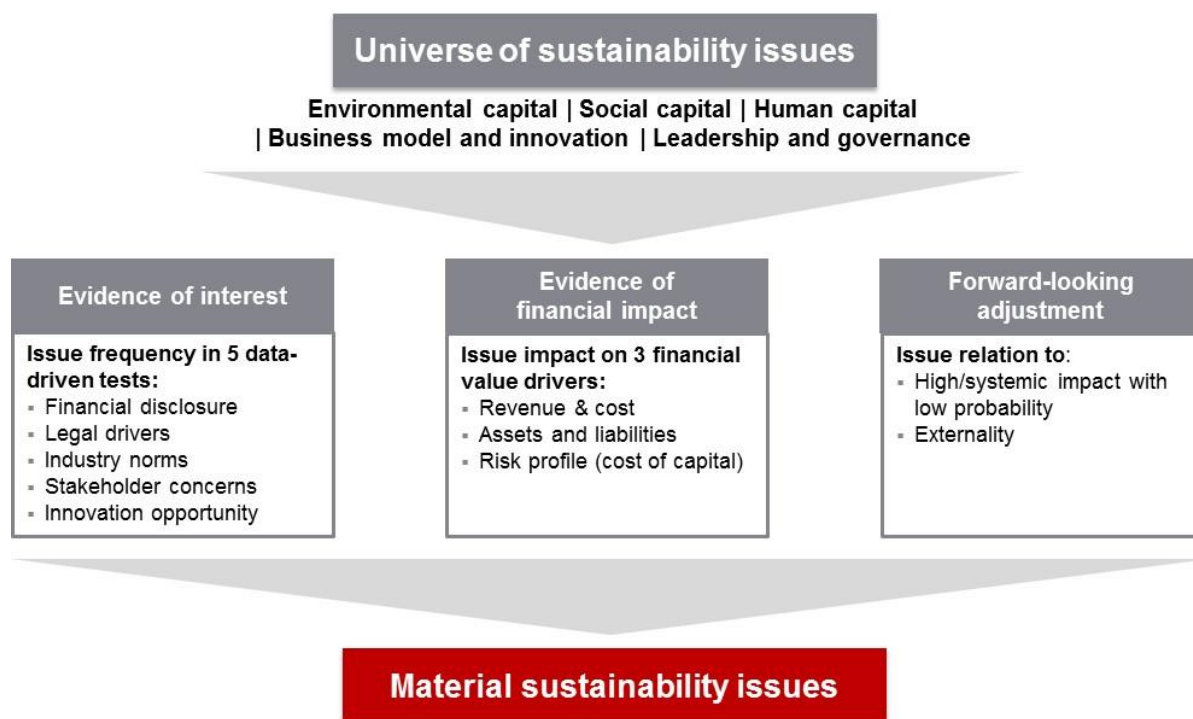 Universe of sustainability issues
Environmental capital | Social capital | Human capital
| Business model and innovation | Leadership and governance
Evidence of interest
Issue frequency in 5 data-
driven tests:
▪ Financial disclosure
▪ Legal drivers
▪ Industry norms
▪ Stakeholder concerns
▪ Innovation opportunity
Evidence of
financial impact
Issue impact on 3 financial
value drivers:
▪ Revenue & cost
▪ Assets and liabilities
▪ Risk profile (cost of capital)
Forward-looking
adjustment
Issue relation to:
▪ High/systemic impact with
low probability
▪ Externality
Material sustainability issues